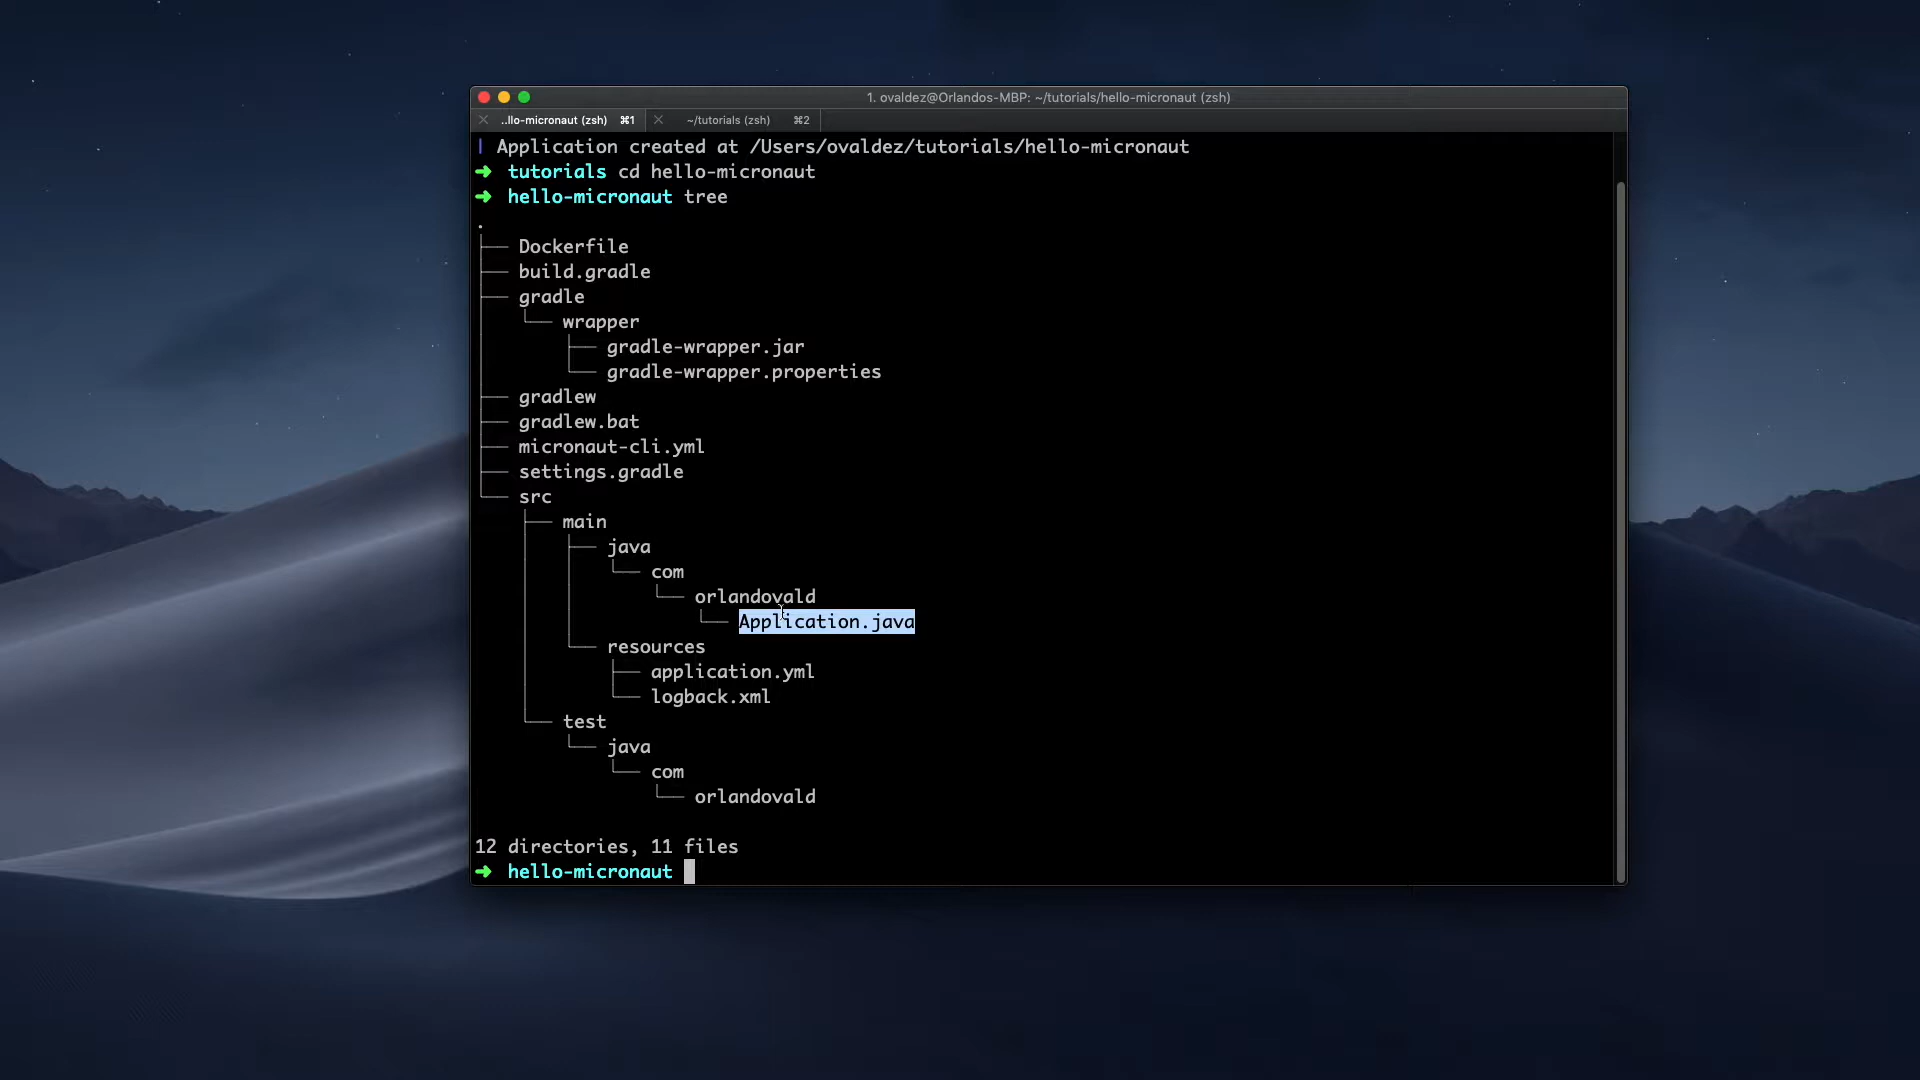 1. ovaldez@Orlandos-MBP: ~/tutorials/hello-micronaut (zsh)
..llo-micronaut (zsh) ⌘1 ~/tutorials (zsh) ⌘2
| Application created at /Users/ovaldez/tutorials/hello-micronaut
➜ tutorials cd hello-micronaut
➜ hello-micronaut tree
.
├── Dockerfile
├── build.gradle
├── gradle
│   └── wrapper
│       ├── gradle-wrapper.jar
│       └── gradle-wrapper.properties
├── gradlew
├── gradlew.bat
├── micronaut-cli.yml
├── settings.gradle
└── src
    ├── main
    │   ├── java
    │   │   └── com
    │   │       └── orlandovald
    │   │           └── Application.java
    │   └── resources
    │       ├── application.yml
    │       └── logback.xml
    └── test
        └── java
            └── com
                └── orlandovald
12 directories, 11 files
➜ hello-micronaut